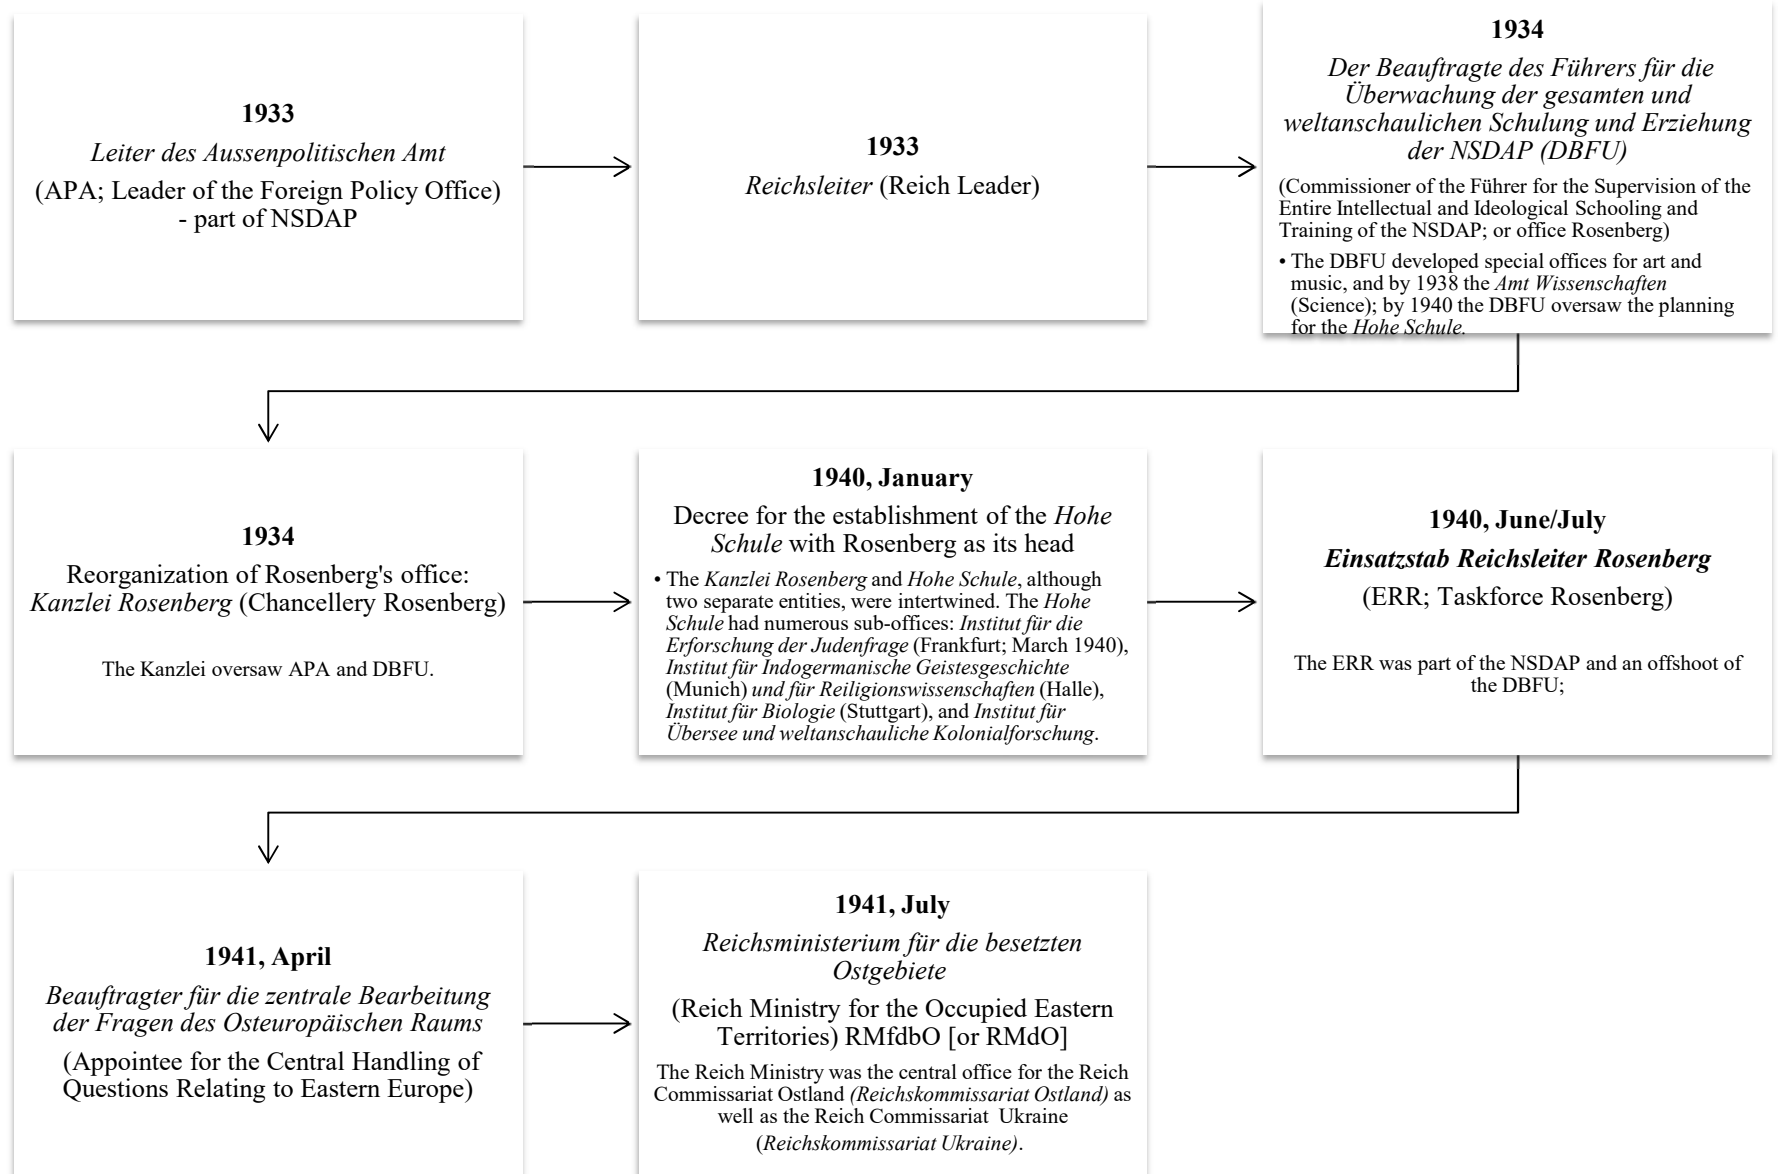 1933
Leiter des Aussenpolitischen Amt
(APA; Leader of the Foreign Policy Office)
- part of NSDAP
1933
Reichsleiter (Reich Leader)
1934
Der Beauftragte des Führers für die
Überwachung der gesamten und
weltanschaulichen Schulung und Erziehung
der NSDAP (DBFU)
(Commissioner of the Führer for the Supervision of the
Entire Intellectual and Ideological Schooling and
Training of the NSDAP; or office Rosenberg)
• The DBFU developed special offices for art and
music, and by 1938 the Amt Wissenschaften
(Science); by 1940 the DBFU oversaw the planning
for the Hohe Schule.
1934
Reorganization of Rosenberg's office:
Kanzlei Rosenberg (Chancellery Rosenberg)
The Kanzlei oversaw APA and DBFU.
1940, January
Decree for the establishment of the Hohe
Schule with Rosenberg as its head
• The Kanzlei Rosenberg and Hohe Schule, although
two separate entities, were intertwined. The Hohe
Schule had numerous sub-offices: Institut für die
Erforschung der Judenfrage (Frankfurt; March 1940),
Institut für Indogermanische Geistesgeschichte
(Munich) und für Reiligionswissenschaften (Halle),
Institut für Biologie (Stuttgart), and Institut für
Übersee und weltanschauliche Kolonialforschung.
1940, June/July
Einsatzstab Reichsleiter Rosenberg
(ERR; Taskforce Rosenberg)
The ERR was part of the NSDAP and an offshoot of
the DBFU;
1941, April
Beauftragter für die zentrale Bearbeitung
der Fragen des Osteuropäischen Raums
(Appointee for the Central Handling of
Questions Relating to Eastern Europe)
1941, July
Reichsministerium für die besetzten
Ostgebiete
(Reich Ministry for the Occupied Eastern
Territories) RMfdbO [or RMdO]
The Reich Ministry was the central office for the Reich
Commissariat Ostland (Reichskommissariat Ostland) as
well as the Reich Commissariat Ukraine
(Reichskommissariat Ukraine).